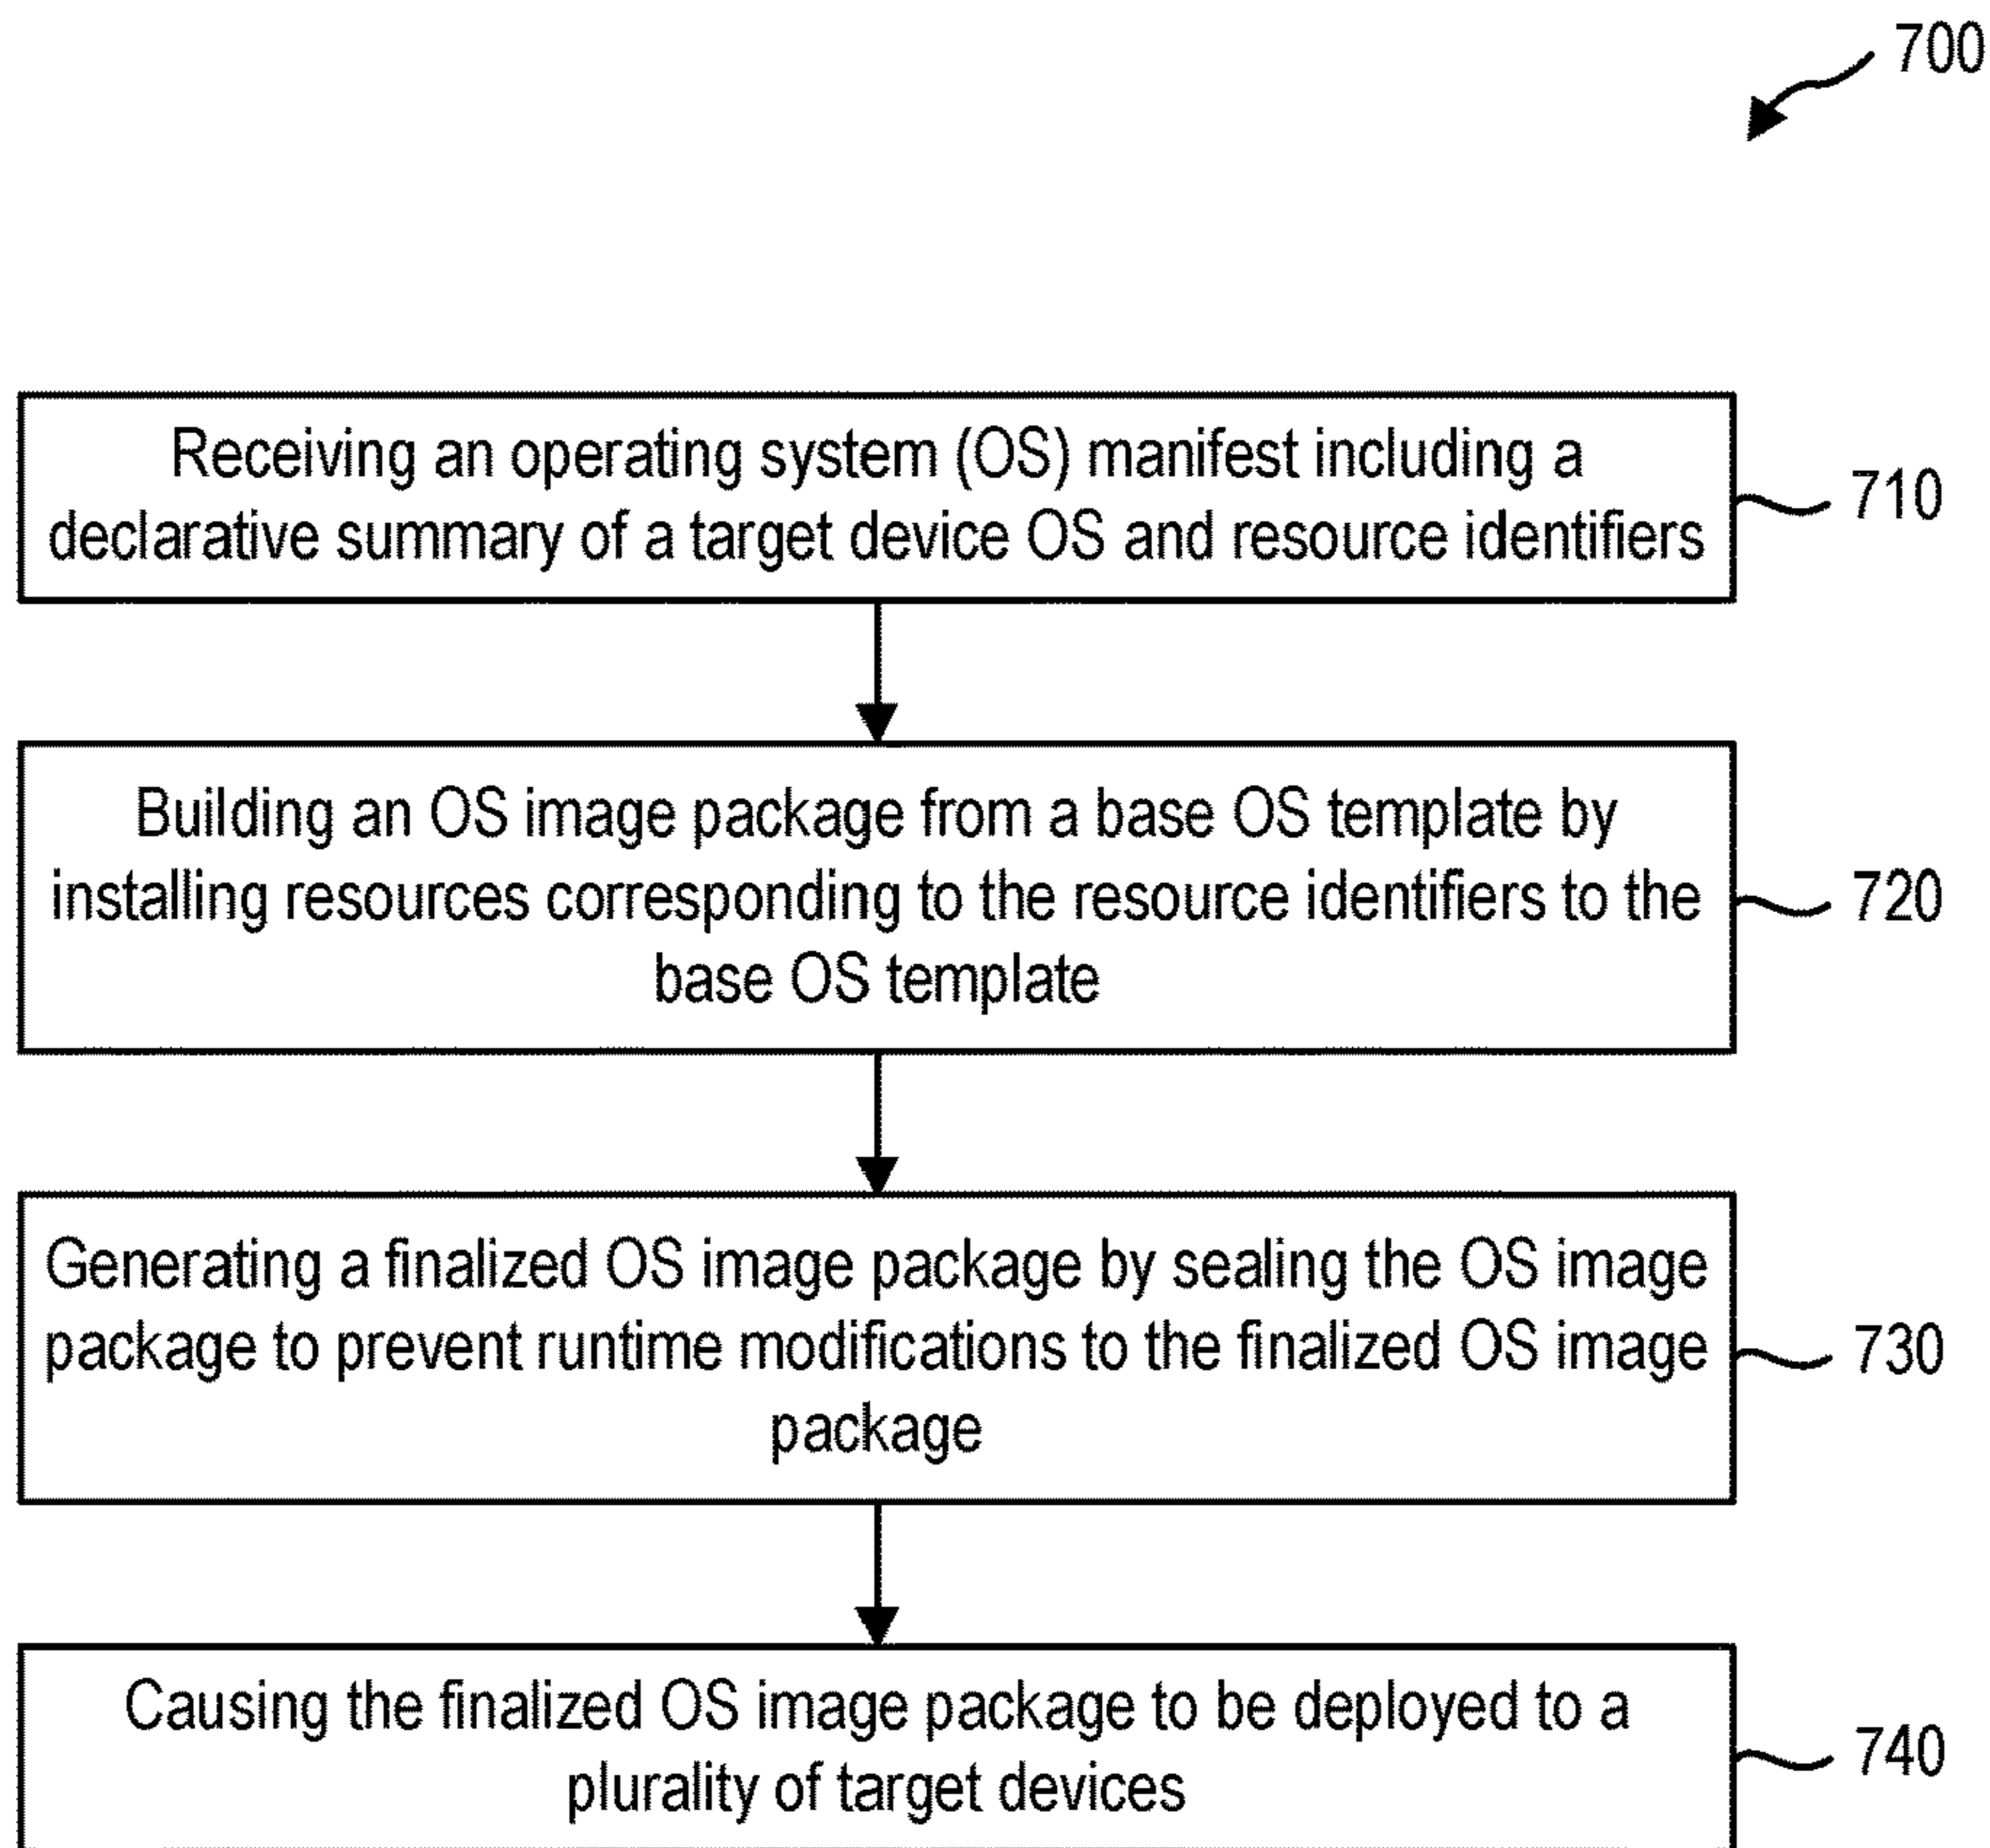 700
Receiving an operating system (OS) manifest including a
declarative summary of a target device OS and resource identifiers
710
Building an OS image package from a base OS template by
installing resources corresponding to the resource identifiers to the
base OS template
720
Generating a finalized OS image package by sealing the OS image
package to prevent runtime modifications to the finalized OS image
package
730
Causing the finalized OS image package to be deployed to a
plurality of target devices
740